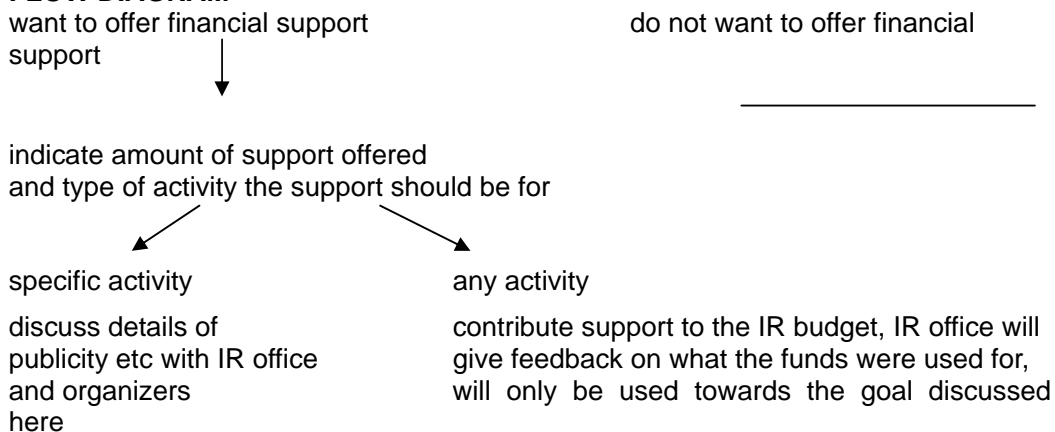 want to offer financial support do not want to offer financial
support
indicate amount of support offered
and type of activity the support should be for
specific activity any activity
discuss details of contribute support to the IR budget, IR office will
publicity etc with IR office give feedback on what the funds were used for,
and organizers will only be used towards the goal discussed
here